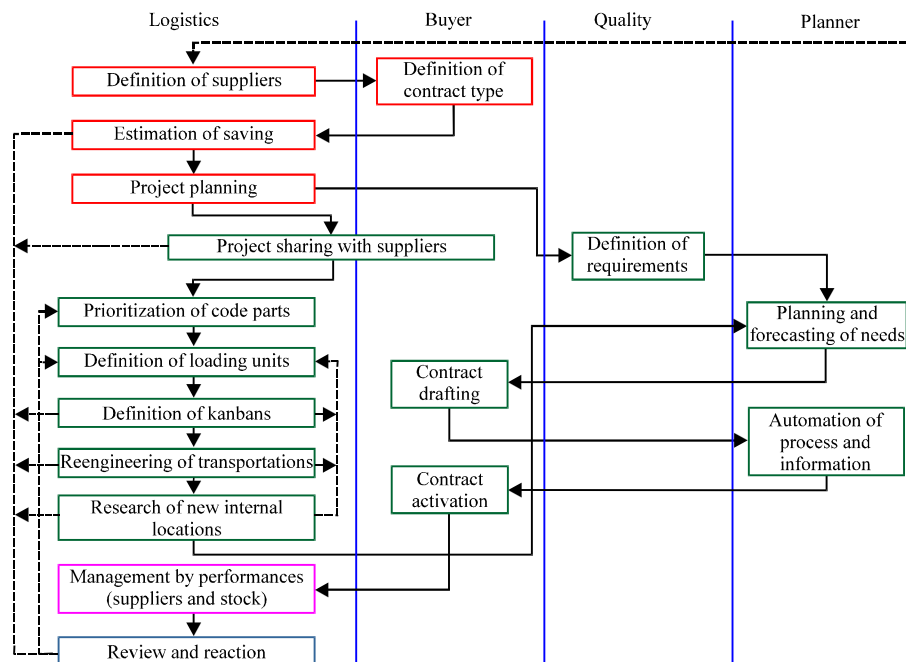 Logistics
Buyer
Quality
Planner
Definition of suppliers
Definition of
contract type
Estimation of saving
Project planning
Project sharing with suppliers
Definition of
requirements
Prioritization of code parts
Planning and
forecasting of needs
Definition of loading units
Contract
drafting
Definition of kanbans
Automation of
process and
information
Reengineering of transportations
Contract
activation
Research of new internal
locations
Management by performances
(suppliers and stock)
Review and reaction